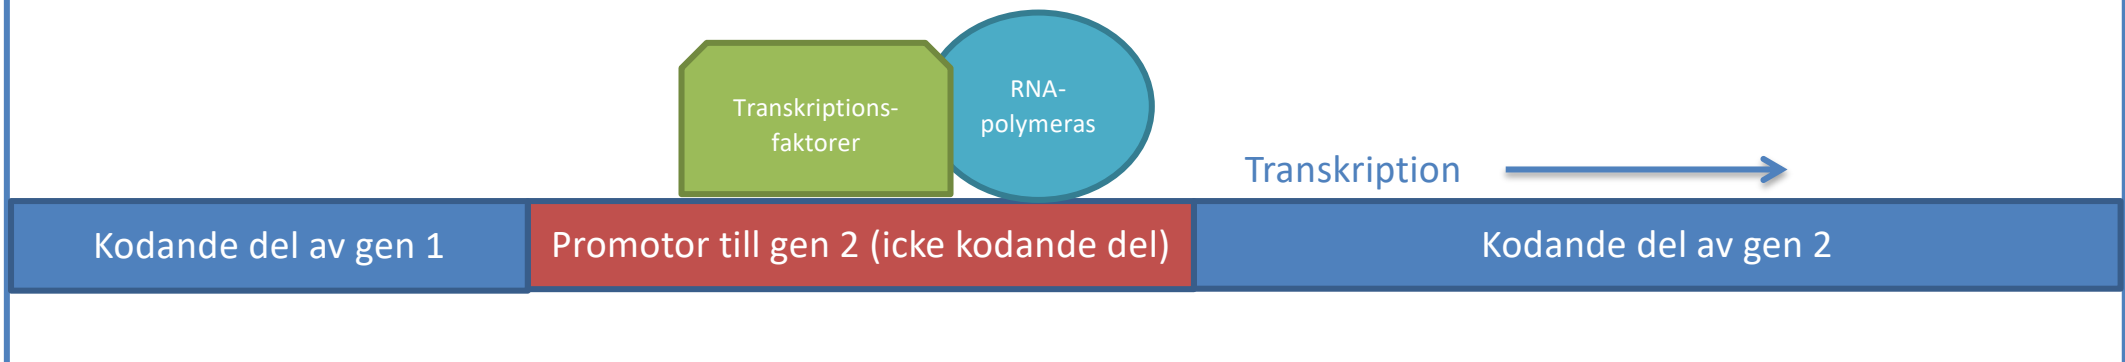 RNA-
polymeras
Transkriptions-
faktorer
Transkription
Kodande del av gen 1
Promotor till gen 2 (icke kodande del)
Kodande del av gen 2